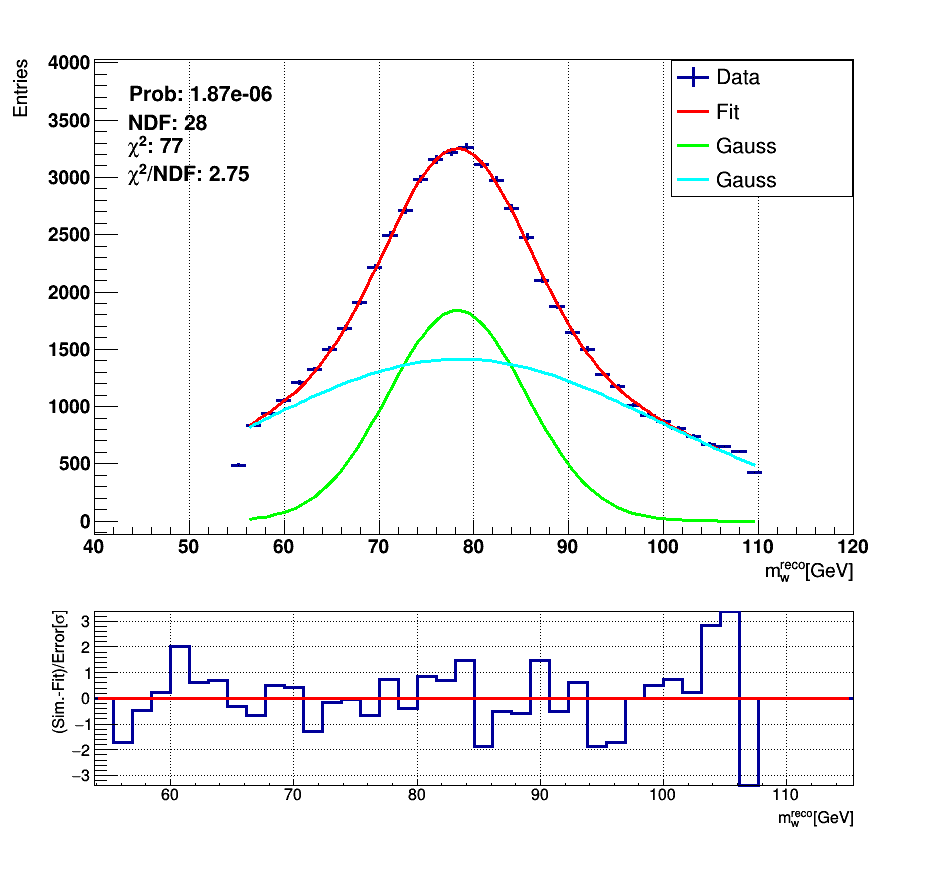 Entries
4000
3500
3000
2500
2000
1500
1000
500
0
Prob: 1.87e-06
NDF: 28
χ²: 77
χ²/NDF: 2.75
Data
Fit
Gauss
Gauss
40 50 60 70 80 90 100 110 120
m_w^reco[GeV]
(Sim.-Fit)/Error[σ]
3
2
1
0
−1
−2
−3
60 70 80 90 100 110
m_w^reco[GeV]